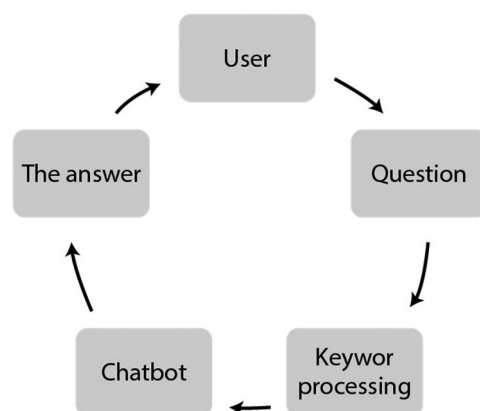 User
Question
Keywor
processing
Chatbot
The answer